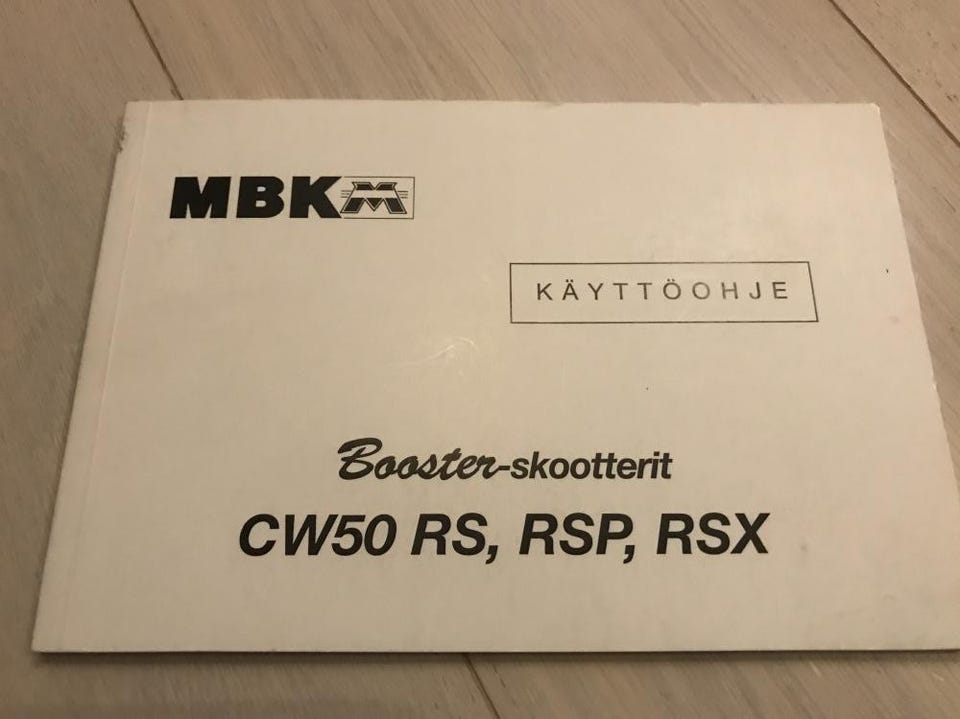 MBK
KÄYTTÖOHJE
Booster-skootterit
CW50 RS, RSP, RSX